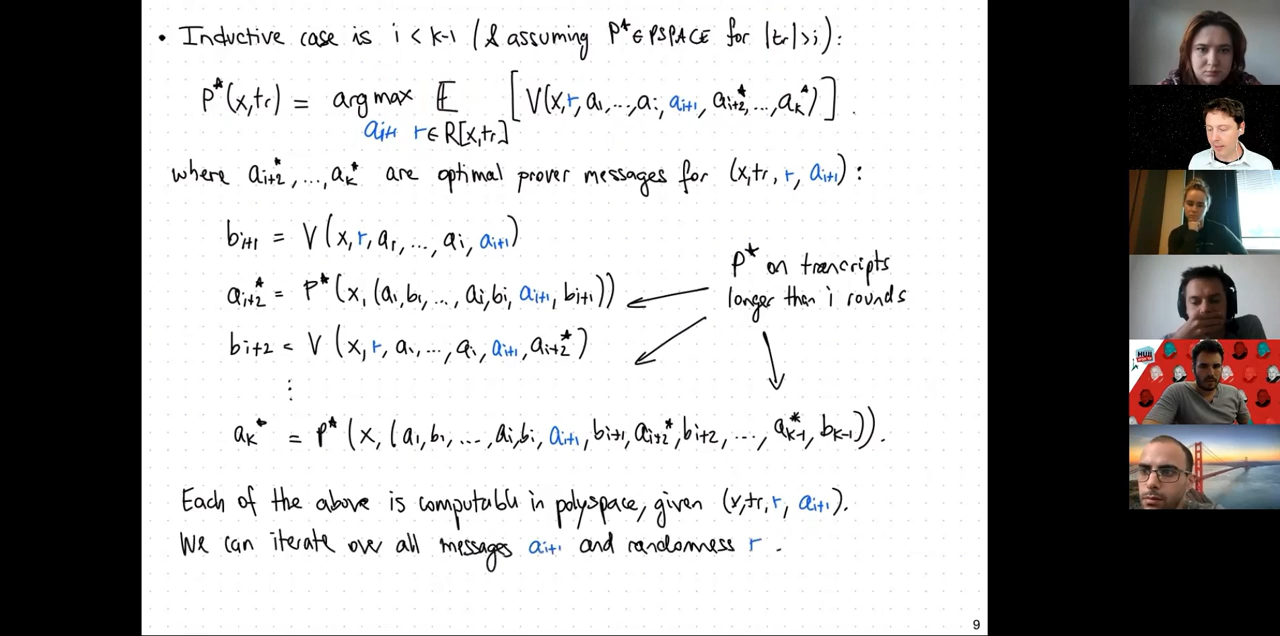 • Inductive case is i < k-1 (& assuming P* ∈ PSPACE for |tr| > i):
P*(x,tr) = argmax E [V(x,r,a₁,...,aᵢ,aᵢ₊₁,a*ᵢ₊₂,...,a*ₖ)].
aᵢ₊₁ r∈R[x,tr]
where a*ᵢ₊₂,...,a*ₖ are optimal prover messages for (x,tr,r,aᵢ₊₁):
bᵢ₊₁ = V(x,r,a₁,...,aᵢ,aᵢ₊₁)
a*ᵢ₊₂ = P*(x,(a₁,b₁,...,aᵢ,bᵢ,aᵢ₊₁,bᵢ₊₁))
P* on trancripts
longer than i rounds
bᵢ₊₂ = V(x,r,a₁,...,aᵢ,aᵢ₊₁,a*ᵢ₊₂)
⋮
a*ₖ = P*(x,(a₁,b₁,...,aᵢ,bᵢ,aᵢ₊₁,bᵢ₊₁,a*ᵢ₊₂,bᵢ₊₂,...,a*ₖ₋₁,bₖ₋₁)).
Each of the above is computable in polyspace, given (x,tr,r,aᵢ₊₁).
We can iterate over all messages aᵢ₊₁ and randomness r.
9